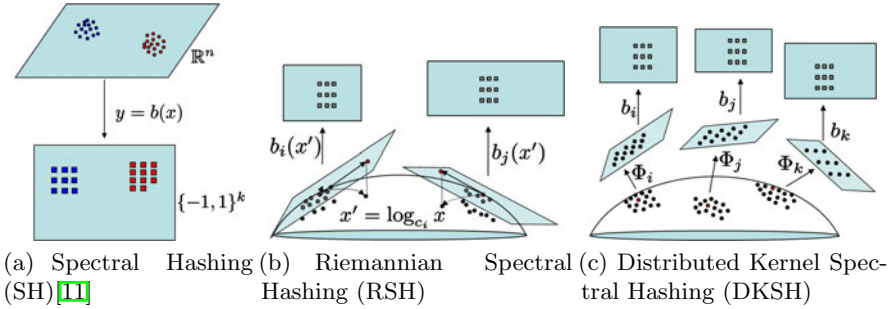 ℝⁿ
y = b(x)
{−1, 1}ᵏ
b_i(x′)
b_j(x′)
x′ = log_{c_i} x
b_i
b_j
b_k
Φ_i
Φ_j
Φ_k
(a) Spectral Hashing
(SH)[11]
(b) Riemannian Spectral
Hashing (RSH)
(c) Distributed Kernel Spec-
tral Hashing (DKSH)